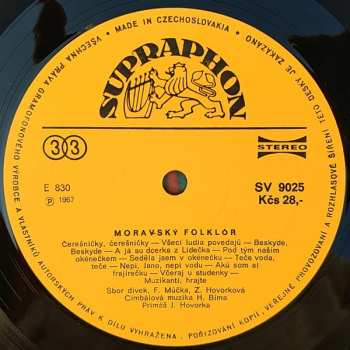 MADE IN CZECHOSLOVAKIA •
VŠECHNA PRÁVA GRAMOFONOVÉHO VÝROBCE A VLASTNÍKŮ AUTORSKÝCH PRÁV K DÍLU VYHRAŽENA. POŘIZOVÁNÍ KOPIÍ, VEŘEJNÉ PROVOZOVÁNÍ A ROZHLASOVÉ ŠÍŘENÍ TÉTO DESKY JE ZAKÁZÁNO
SUPRAPHON
33
STEREO
E 830
Ⓟ 1967
SV 9025
Kčs 28,-
MORAVSKÝ FOLKLÓR
Čerešničky, čerešničky — Všeci ludia povedajú — Beskyde,
Beskyde — A já su dcerka z Lidečka — Pod tým naším
okénečkem — Seděla jsem v okénečku — Teče voda,
teče — Nepi, Jano, nepi vodu — Akú som si
frajírečku — Včeraj u studenky —
Muzikanti, hrajte
Sbor dívek, F. Múčka, Z. Hovorková
Cimbálová muzika H. Bíma
Primáš J. Hovorka